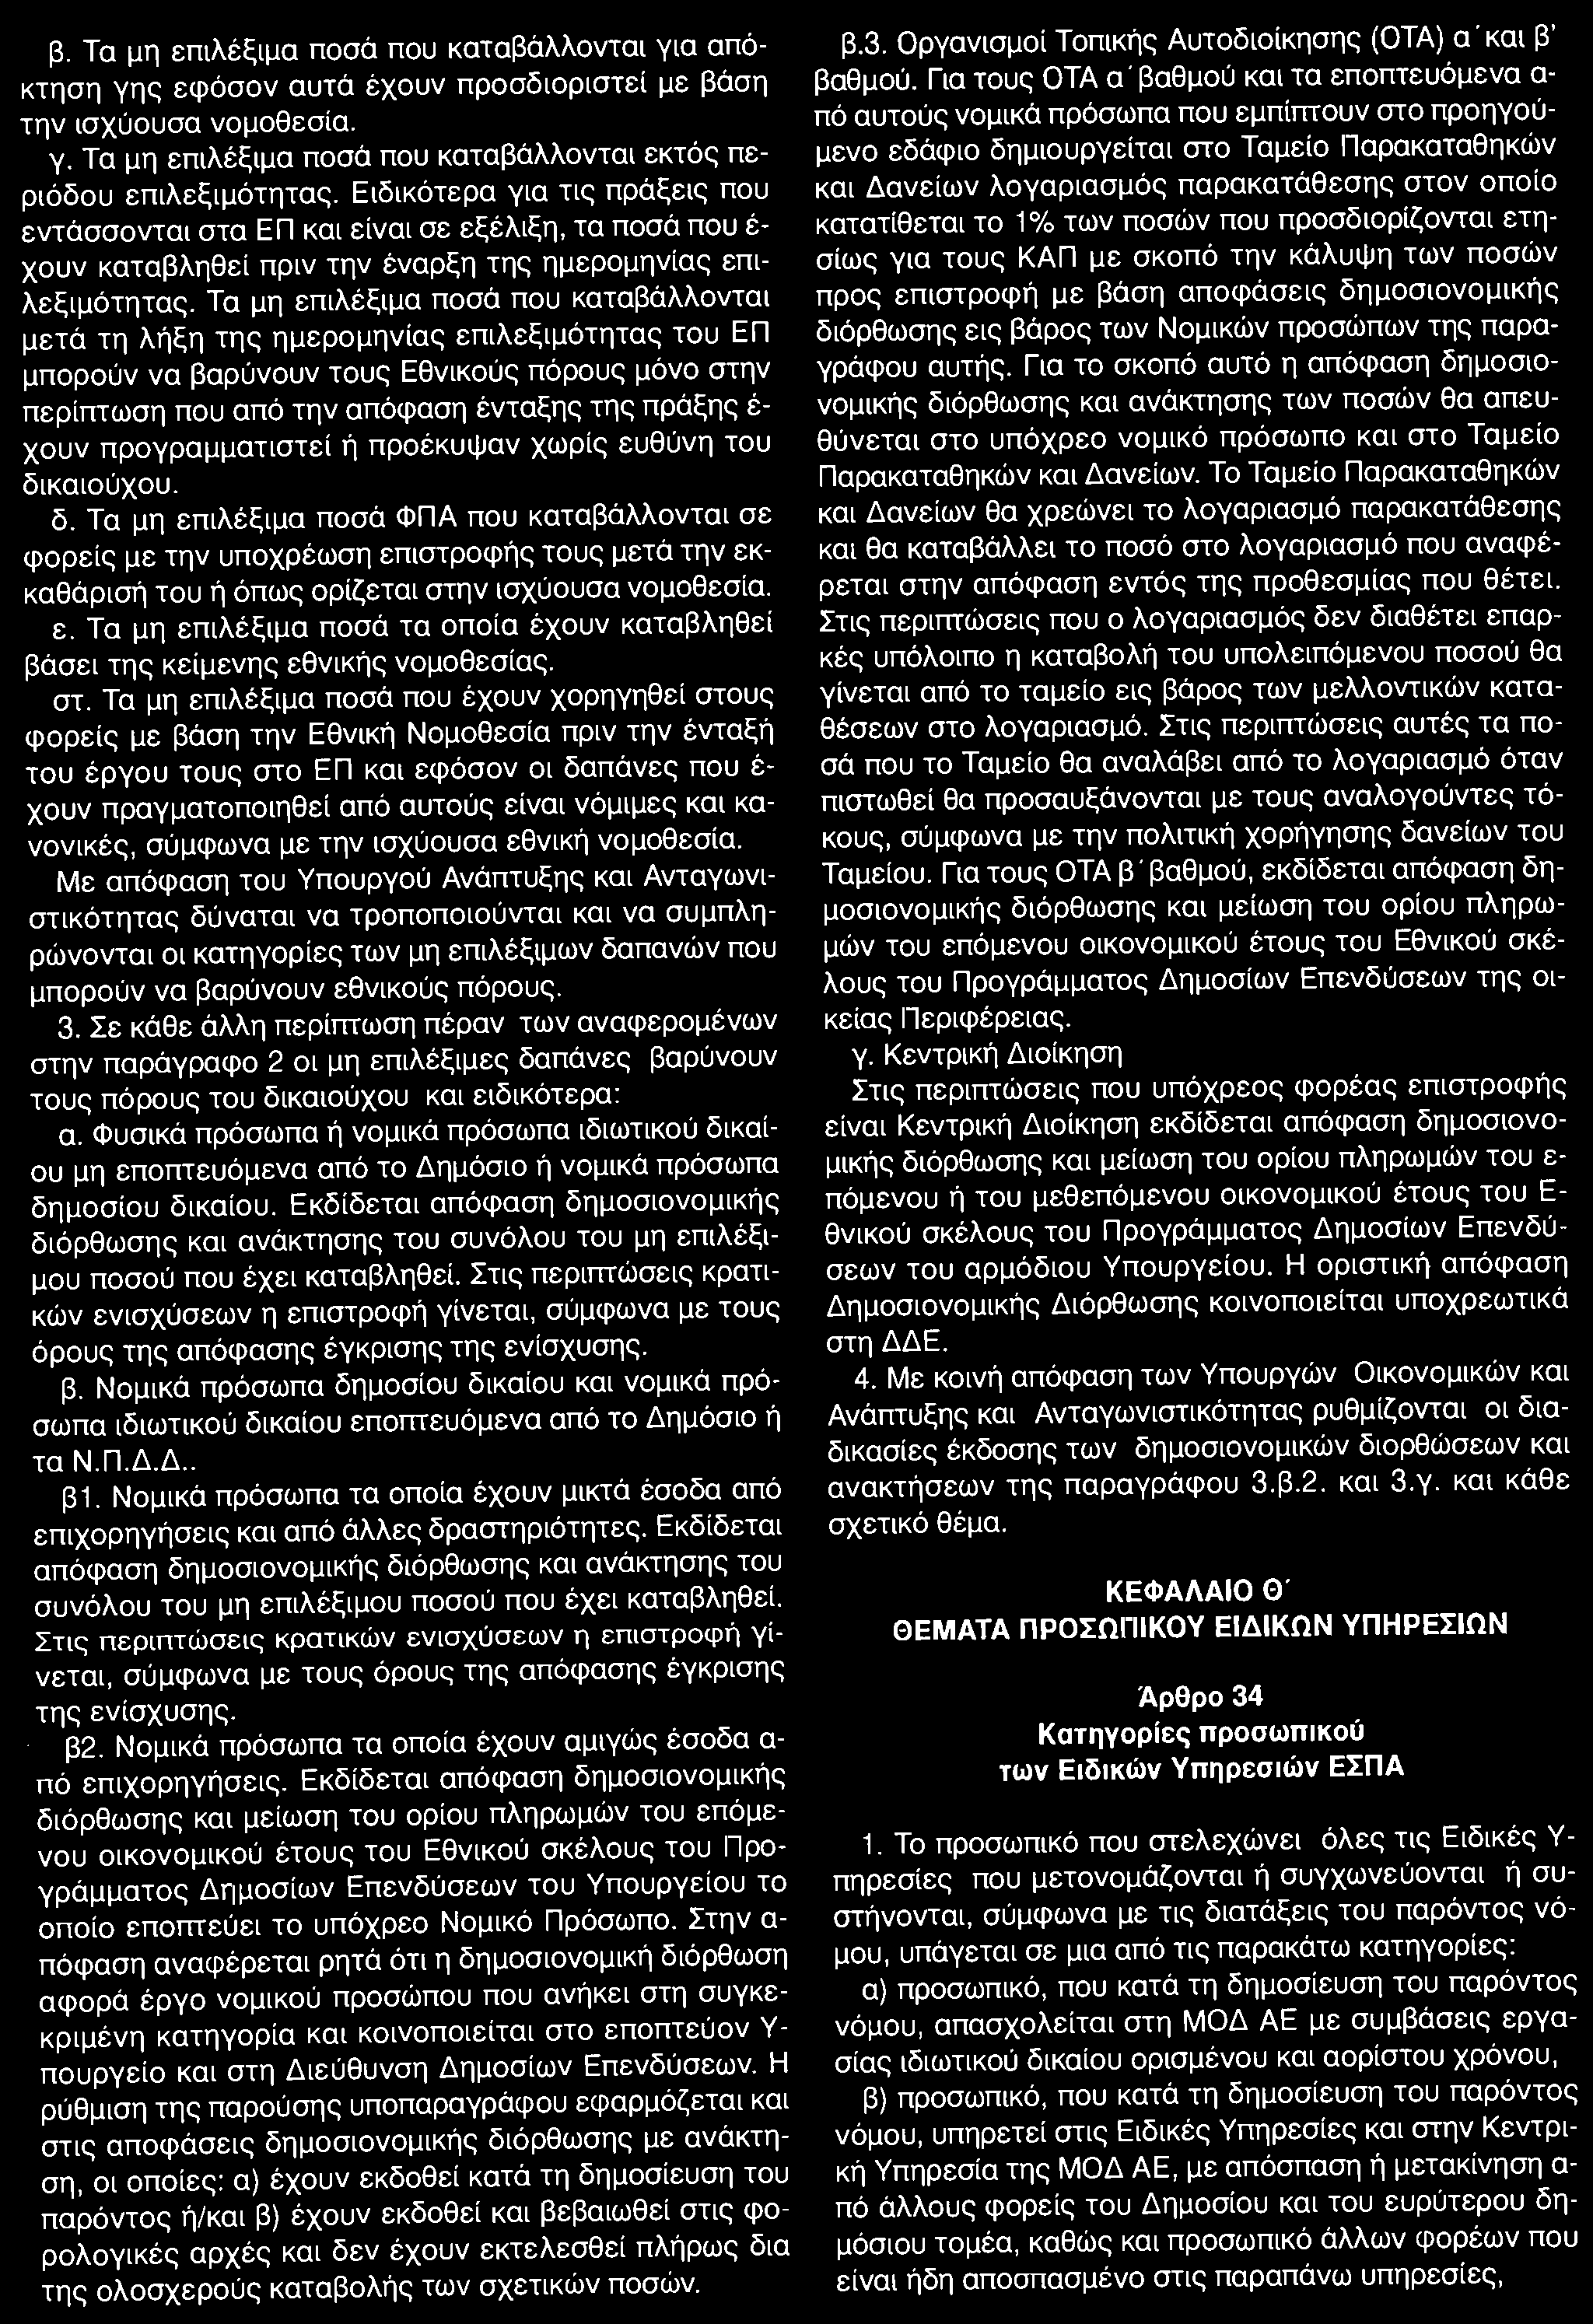 β. Τα μη επιλέξιμα ποσά που καταβάλλονται για από-
κτηση γης εφόσον αυτά έχουν προσδιοριστεί με βάση
την ισχύουσα νομοθεσία.
γ. Τα μη επιλέξιμα ποσά που καταβάλλονται εκτός πε-
ριόδου επιλεξιμότητας. Ειδικότερα για τις πράξεις που
εντάσσονται στα ΕΠ και είναι σε εξέλιξη, τα ποσά που έ-
χουν καταβληθεί πριν την έναρξη της ημερομηνίας επι-
λεξιμότητας. Τα μη επιλέξιμα ποσά που καταβάλλονται
μετά τη λήξη της ημερομηνίας επιλεξιμότητας του ΕΠ
μπορούν να βαρύνουν τους Εθνικούς πόρους μόνο στην
περίπτωση που από την απόφαση ένταξης της πράξης έ-
χουν προγραμματιστεί ή προέκυψαν χωρίς ευθύνη του
δικαιούχου.
δ. Τα μη επιλέξιμα ποσά ΦΠΑ που καταβάλλονται σε
φορείς με την υποχρέωση επιστροφής τους μετά την εκ-
καθάρισή του ή όπως ορίζεται στην ισχύουσα νομοθεσία.
ε. Τα μη επιλέξιμα ποσά τα οποία έχουν καταβληθεί
βάσει της κείμενης εθνικής νομοθεσίας.
στ. Τα μη επιλέξιμα ποσά που έχουν χορηγηθεί στους
φορείς με βάση την Εθνική Νομοθεσία πριν την ένταξή
του έργου τους στο ΕΠ και εφόσον οι δαπάνες που έ-
χουν πραγματοποιηθεί από αυτούς είναι νόμιμες και κα-
νονικές, σύμφωνα με την ισχύουσα εθνική νομοθεσία.
Με απόφαση του Υπουργού Ανάπτυξης και Ανταγωνι-
στικότητας δύναται να τροποποιούνται και να συμπλη-
ρώνονται οι κατηγορίες των μη επιλέξιμων δαπανών που
μπορούν να βαρύνουν εθνικούς πόρους.
3. Σε κάθε άλλη περίπτωση πέραν των αναφερομένων
στην παράγραφο 2 οι μη επιλέξιμες δαπάνες βαρύνουν
τους πόρους του δικαιούχου και ειδικότερα:
α. Φυσικά πρόσωπα ή νομικά πρόσωπα ιδιωτικού δικαί-
ου μη εποπτευόμενα από το Δημόσιο ή νομικά πρόσωπα
δημοσίου δικαίου. Εκδίδεται απόφαση δημοσιονομικής
διόρθωσης και ανάκτησης του συνόλου του μη επιλέξι-
μου ποσού που έχει καταβληθεί. Στις περιπτώσεις κρατι-
κών ενισχύσεων η επιστροφή γίνεται, σύμφωνα με τους
όρους της απόφασης έγκρισης της ενίσχυσης.
β. Νομικά πρόσωπα δημοσίου δικαίου και νομικά πρό-
σωπα ιδιωτικού δικαίου εποπτευόμενα από το Δημόσιο ή
τα Ν.Π.Δ.Δ..
β1. Νομικά πρόσωπα τα οποία έχουν μικτά έσοδα από
επιχορηγήσεις και από άλλες δραστηριότητες. Εκδίδεται
απόφαση δημοσιονομικής διόρθωσης και ανάκτησης του
συνόλου του μη επιλέξιμου ποσού που έχει καταβληθεί.
Στις περιπτώσεις κρατικών ενισχύσεων η επιστροφή γί-
νεται, σύμφωνα με τους όρους της απόφασης έγκρισης
της ενίσχυσης.
β2. Νομικά πρόσωπα τα οποία έχουν αμιγώς έσοδα α-
πό επιχορηγήσεις. Εκδίδεται απόφαση δημοσιονομικής
διόρθωσης και μείωση του ορίου πληρωμών του επόμε-
νου οικονομικού έτους του Εθνικού σκέλους του Προ-
γράμματος Δημοσίων Επενδύσεων του Υπουργείου το
οποίο εποπτεύει το υπόχρεο Νομικό Πρόσωπο. Στην α-
πόφαση αναφέρεται ρητά ότι η δημοσιονομική διόρθωση
αφορά έργο νομικού προσώπου που ανήκει στη συγκε-
κριμένη κατηγορία και κοινοποιείται στο εποπτεύον Υ-
πουργείο και στη Διεύθυνση Δημοσίων Επενδύσεων. Η
ρύθμιση της παρούσης υποπαραγράφου εφαρμόζεται και
στις αποφάσεις δημοσιονομικής διόρθωσης με ανάκτη-
ση, οι οποίες: α) έχουν εκδοθεί κατά τη δημοσίευση του
παρόντος ή/και β) έχουν εκδοθεί και βεβαιωθεί στις φο-
ρολογικές αρχές και δεν έχουν εκτελεσθεί πλήρως δια
της ολοσχερούς καταβολής των σχετικών ποσών.
β.3. Οργανισμοί Τοπικής Αυτοδιοίκησης (ΟΤΑ) α΄και β’
βαθμού. Για τους ΟΤΑ α΄βαθμού και τα εποπτευόμενα α-
πό αυτούς νομικά πρόσωπα που εμπίπτουν στο προηγού-
μενο εδάφιο δημιουργείται στο Ταμείο Παρακαταθηκών
και Δανείων λογαριασμός παρακατάθεσης στον οποίο
κατατίθεται το 1% των ποσών που προσδιορίζονται ετη-
σίως για τους ΚΑΠ με σκοπό την κάλυψη των ποσών
προς επιστροφή με βάση αποφάσεις δημοσιονομικής
διόρθωσης εις βάρος των Νομικών προσώπων της παρα-
γράφου αυτής. Για το σκοπό αυτό η απόφαση δημοσιο-
νομικής διόρθωσης και ανάκτησης των ποσών θα απευ-
θύνεται στο υπόχρεο νομικό πρόσωπο και στο Ταμείο
Παρακαταθηκών και Δανείων. Το Ταμείο Παρακαταθηκών
και Δανείων θα χρεώνει το λογαριασμό παρακατάθεσης
και θα καταβάλλει το ποσό στο λογαριασμό που αναφέ-
ρεται στην απόφαση εντός της προθεσμίας που θέτει.
Στις περιπτώσεις που ο λογαριασμός δεν διαθέτει επαρ-
κές υπόλοιπο η καταβολή του υπολειπόμενου ποσού θα
γίνεται από το ταμείο εις βάρος των μελλοντικών κατα-
θέσεων στο λογαριασμό. Στις περιπτώσεις αυτές τα πο-
σά που το Ταμείο θα αναλάβει από το λογαριασμό όταν
πιστωθεί θα προσαυξάνονται με τους αναλογούντες τό-
κους, σύμφωνα με την πολιτική χορήγησης δανείων του
Ταμείου. Για τους ΟΤΑ β΄βαθμού, εκδίδεται απόφαση δη-
μοσιονομικής διόρθωσης και μείωση του ορίου πληρω-
μών του επόμενου οικονομικού έτους του Εθνικού σκέ-
λους του Προγράμματος Δημοσίων Επενδύσεων της οι-
κείας Περιφέρειας.
γ. Κεντρική Διοίκηση
Στις περιπτώσεις που υπόχρεος φορέας επιστροφής
είναι Κεντρική Διοίκηση εκδίδεται απόφαση δημοσιονο-
μικής διόρθωσης και μείωση του ορίου πληρωμών του ε-
πόμενου ή του μεθεπόμενου οικονομικού έτους του Ε-
θνικού σκέλους του Προγράμματος Δημοσίων Επενδύ-
σεων του αρμόδιου Υπουργείου. Η οριστική απόφαση
Δημοσιονομικής Διόρθωσης κοινοποιείται υποχρεωτικά
στη ΔΔΕ.
4. Με κοινή απόφαση των Υπουργών Οικονομικών και
Ανάπτυξης και Ανταγωνιστικότητας ρυθμίζονται οι δια-
δικασίες έκδοσης των δημοσιονομικών διορθώσεων και
ανακτήσεων της παραγράφου 3.β.2. και 3.γ. και κάθε
σχετικό θέμα.
ΚΕΦΑΛΑΙΟ Θ΄
ΘΕΜΑΤΑ ΠΡΟΣΩΠΙΚΟΥ ΕΙΔΙΚΩΝ ΥΠΗΡΕΣΙΩΝ
Άρθρο 34
Κατηγορίες προσωπικού
των Ειδικών Υπηρεσιών ΕΣΠΑ
1. Το προσωπικό που στελεχώνει όλες τις Ειδικές Υ-
πηρεσίες που μετονομάζονται ή συγχωνεύονται ή συ-
στήνονται, σύμφωνα με τις διατάξεις του παρόντος νό-
μου, υπάγεται σε μια από τις παρακάτω κατηγορίες:
α) προσωπικό, που κατά τη δημοσίευση του παρόντος
νόμου, απασχολείται στη ΜΟΔ ΑΕ με συμβάσεις εργα-
σίας ιδιωτικού δικαίου ορισμένου και αορίστου χρόνου,
β) προσωπικό, που κατά τη δημοσίευση του παρόντος
νόμου, υπηρετεί στις Ειδικές Υπηρεσίες και στην Κεντρι-
κή Υπηρεσία της ΜΟΔ ΑΕ, με απόσπαση ή μετακίνηση α-
πό άλλους φορείς του Δημοσίου και του ευρύτερου δη-
μόσιου τομέα, καθώς και προσωπικό άλλων φορέων που
είναι ήδη αποσπασμένο στις παραπάνω υπηρεσίες,